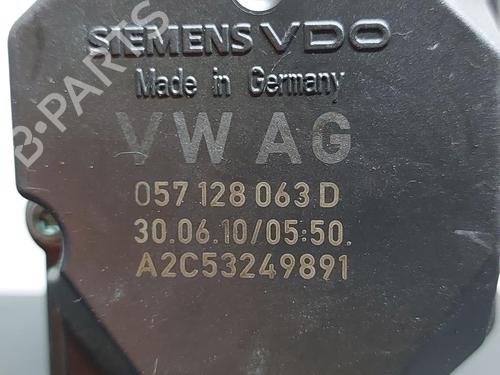 SIEMENS VDO
Made in Germany
VW AG
057 128 063 D
30.06.10/05:50.
A2C53249891
B-PARTS